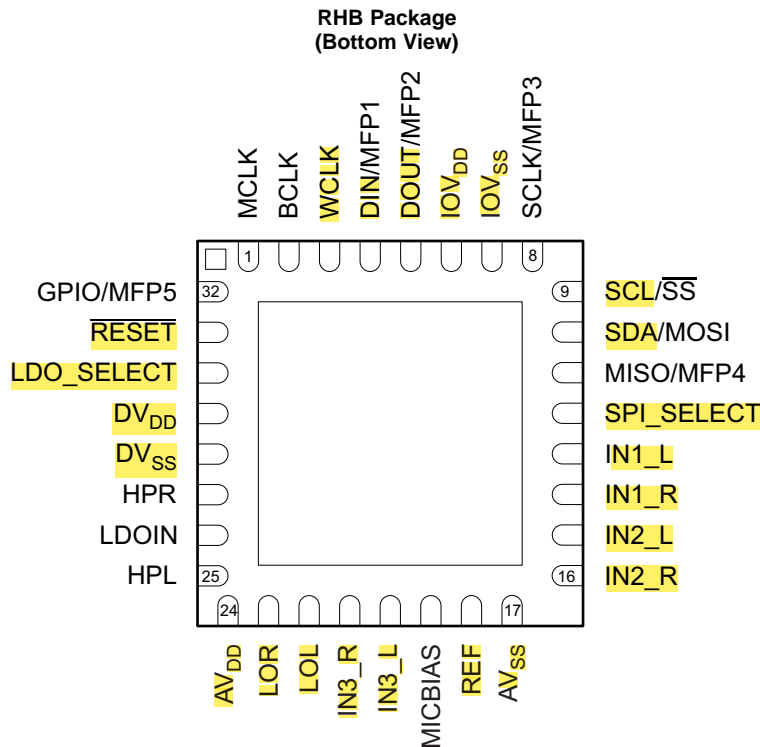 RHB Package
(Bottom View)
MCLK
BCLK
WCLK
DIN/MFP1
DOUT/MFP2
IOVDD
IOVSS
SCLK/MFP3
1
8
GPIO/MFP5
32
9
SCL/SS
RESET
SDA/MOSI
LDO_SELECT
MISO/MFP4
DVDD
SPI_SELECT
DVSS
IN1_L
HPR
IN1_R
LDOIN
IN2_L
HPL
25
16
IN2_R
24
17
AVDD
LOR
LOL
IN3_R
IN3_L
MICBIAS
REF
AVSS